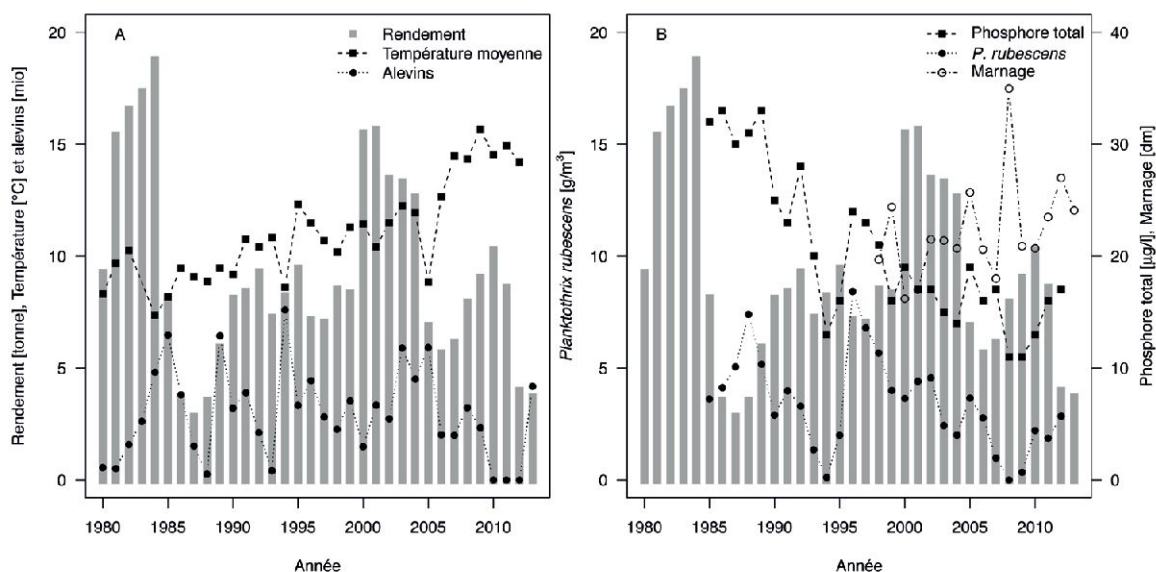 A
Rendement
Température moyenne
Alevins
Rendement [tonne], Température [°C] et alevins [mio]
20
15
10
5
0
1980 1985 1990 1995 2000 2005 2010
Année
B
Phosphore total
P. rubescens
Marnage
Planktothrix rubescens [g/m³]
20
15
10
5
0
Phosphore total [µg/l], Marnage [dm]
40
30
20
10
0
1980 1985 1990 1995 2000 2005 2010
Année